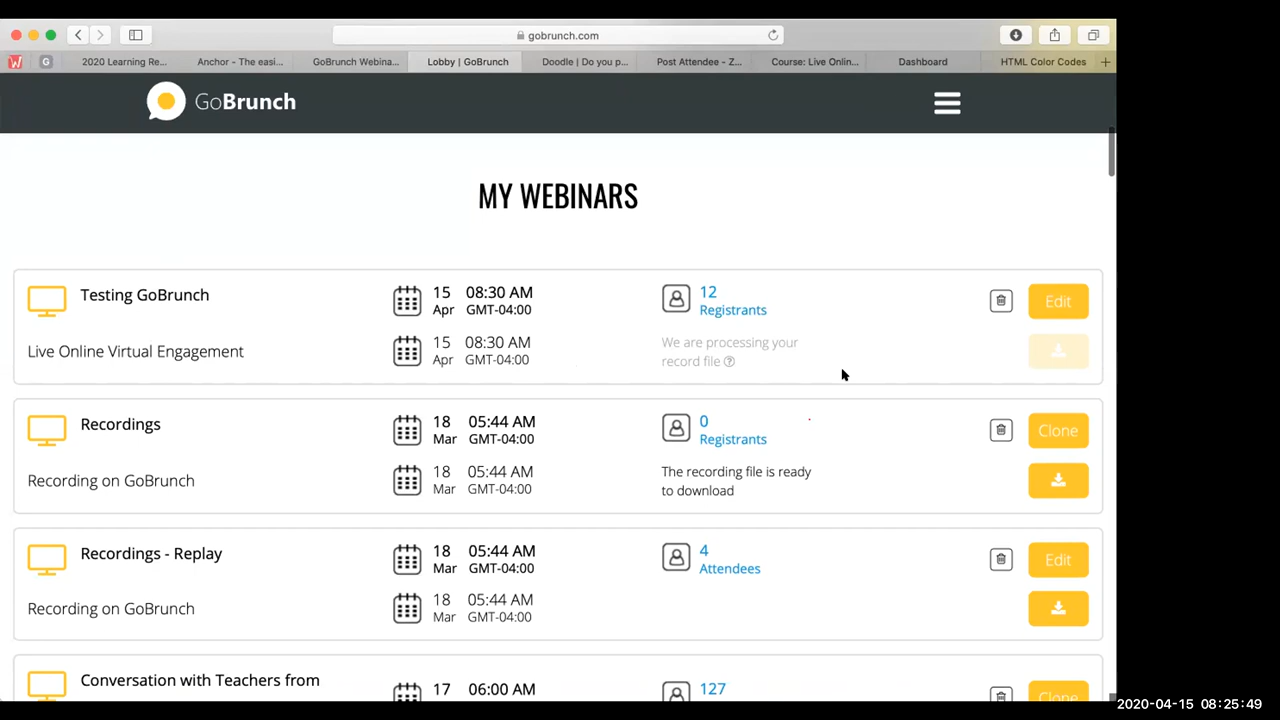 gobrunch.com
2020 Learning Re...
Anchor - The easi...
GoBrunch Webina...
Lobby | GoBrunch
Doodle | Do you p...
Post Attendee - Z...
Course: Live Onlin...
Dashboard
HTML Color Codes
GoBrunch
MY WEBINARS
Testing GoBrunch
15 08:30 AM
Apr GMT-04:00
12
Registrants
Edit
Live Online Virtual Engagement
15 08:30 AM
Apr GMT-04:00
We are processing your
record file ?
Recordings
18 05:44 AM
Mar GMT-04:00
0
Registrants
Clone
Recording on GoBrunch
18 05:44 AM
Mar GMT-04:00
The recording file is ready
to download
Recordings - Replay
18 05:44 AM
Mar GMT-04:00
4
Attendees
Edit
Recording on GoBrunch
18 05:44 AM
Mar GMT-04:00
Conversation with Teachers from
17 06:00 AM
127
Clone
2020-04-15 08:25:49